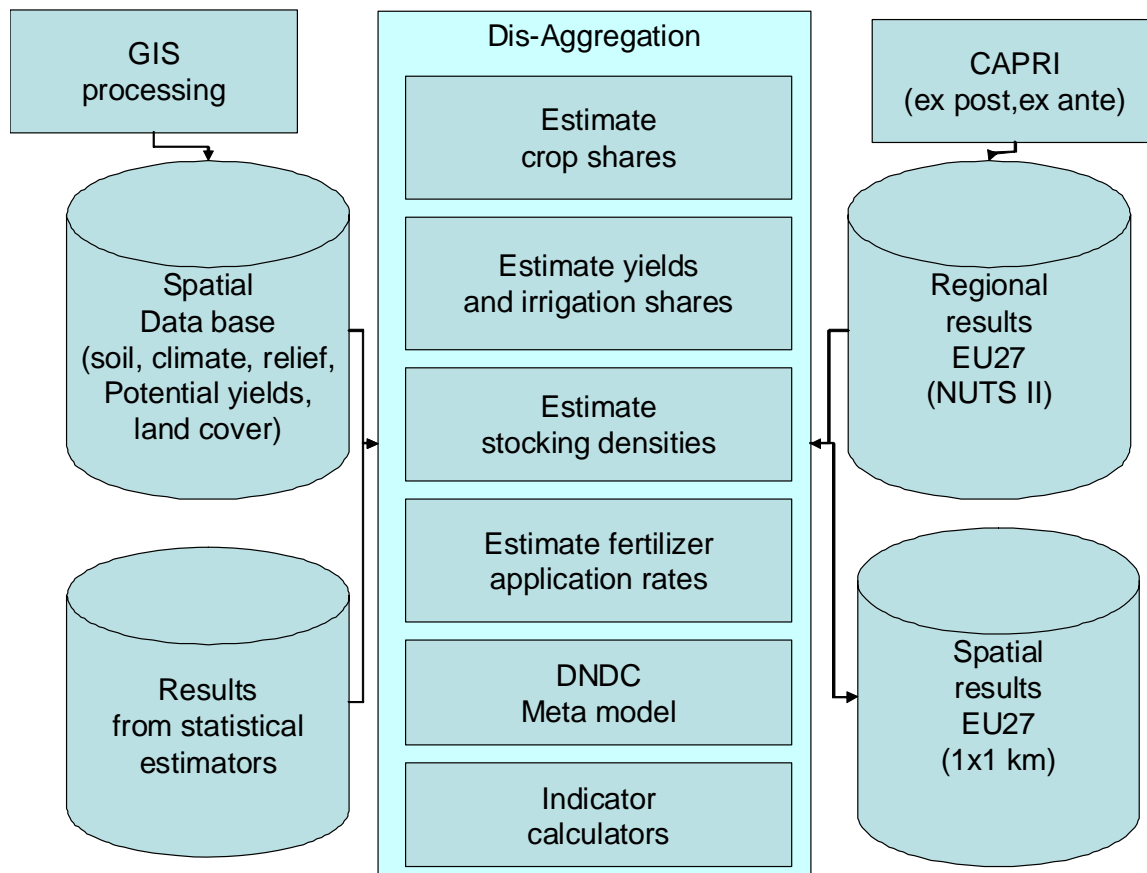 GIS
processing
Spatial
Data base
(soil, climate, relief,
Potential yields,
land cover)
Results
from statistical
estimators
Dis-Aggregation
Estimate
crop shares
Estimate yields
and irrigation shares
Estimate
stocking densities
Estimate fertilizer
application rates
DNDC
Meta model
Indicator
calculators
CAPRI
(ex post,ex ante)
Regional
results
EU27
(NUTS II)
Spatial
results
EU27
(1x1 km)